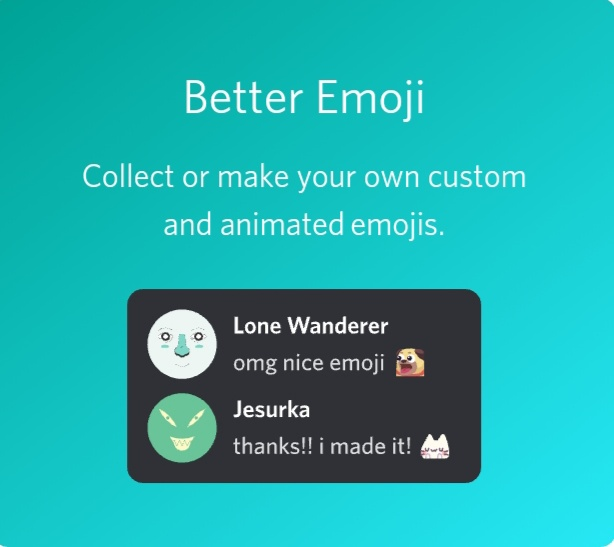 Better Emoji
Collect or make your own custom
and animated emojis.
Lone Wanderer
omg nice emoji
Jesurka
thanks!! i made it!